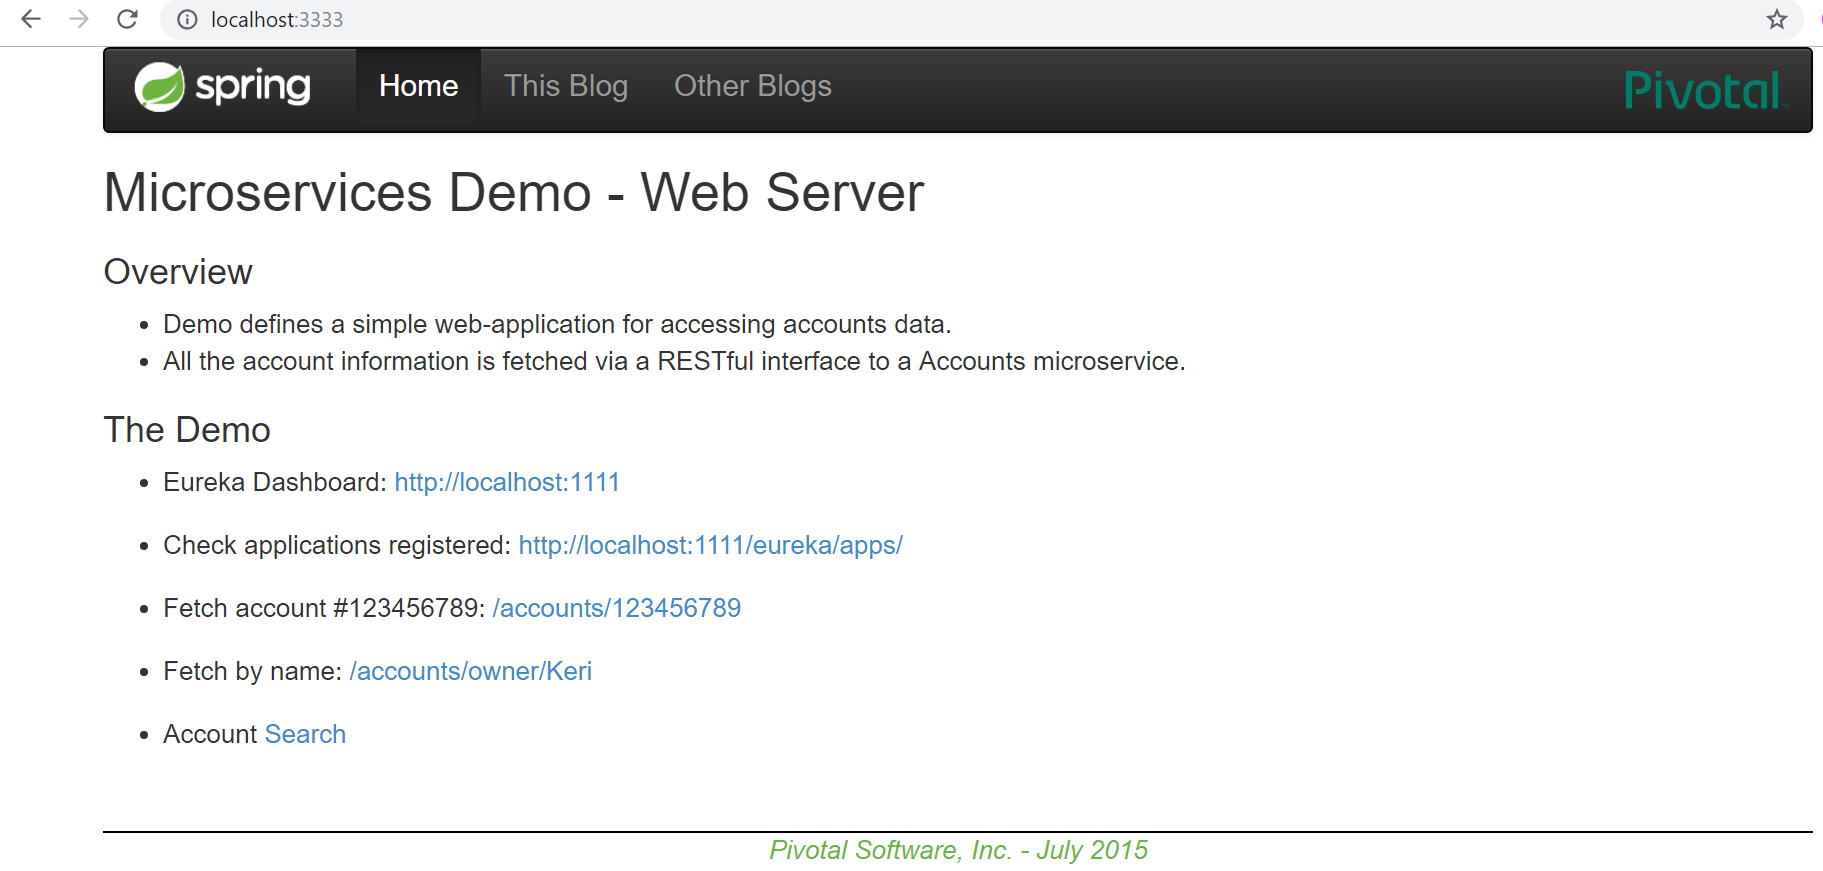 localhost:3333
spring Home This Blog Other Blogs Pivotal™
Microservices Demo - Web Server
Overview
• Demo defines a simple web-application for accessing accounts data.
• All the account information is fetched via a RESTful interface to a Accounts microservice.
The Demo
• Eureka Dashboard: http://localhost:1111
• Check applications registered: http://localhost:1111/eureka/apps/
• Fetch account #123456789: /accounts/123456789
• Fetch by name: /accounts/owner/Keri
• Account Search
Pivotal Software, Inc. - July 2015